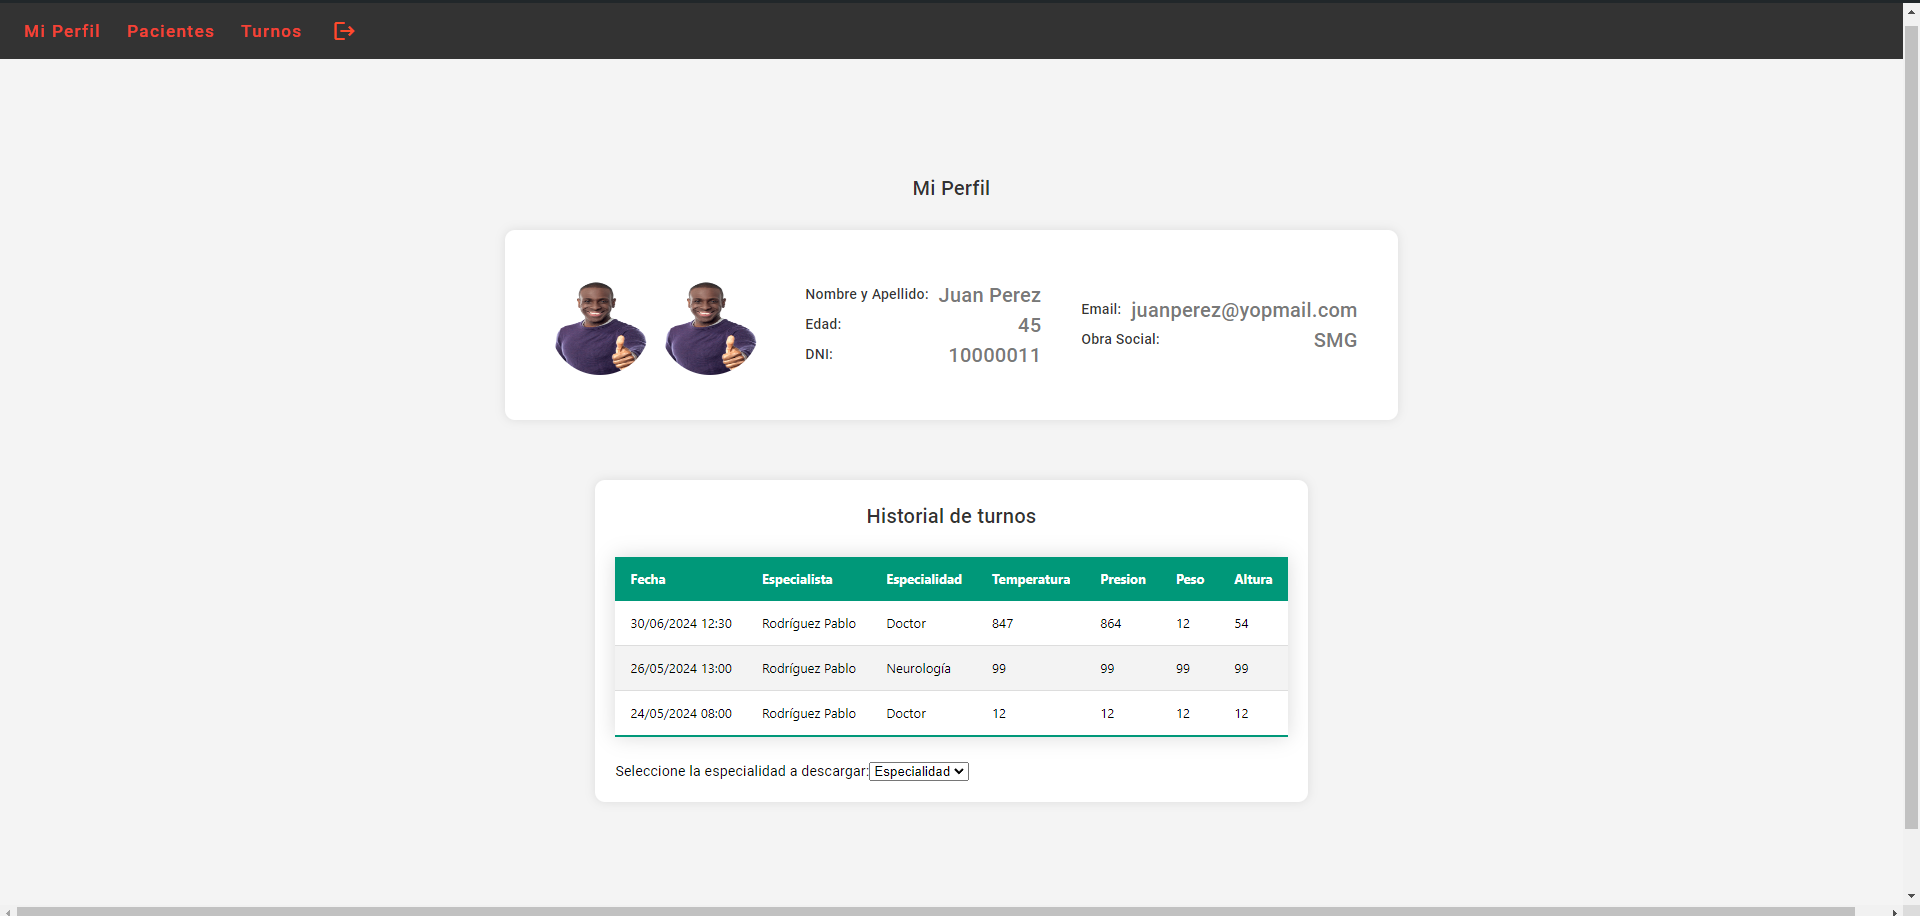 Mi Perfil Pacientes Turnos
Mi Perfil
Nombre y Apellido: Juan Perez
Edad: 45
DNI: 10000011
Email: juanperez@yopmail.com
Obra Social: SMG
Historial de turnos
Fecha Especialista Especialidad Temperatura Presion Peso Altura
30/06/2024 12:30 Rodríguez Pablo Doctor 847 864 12 54
26/05/2024 13:00 Rodríguez Pablo Neurología 99 99 99 99
24/05/2024 08:00 Rodríguez Pablo Doctor 12 12 12 12
Seleccione la especialidad a descargar: Especialidad